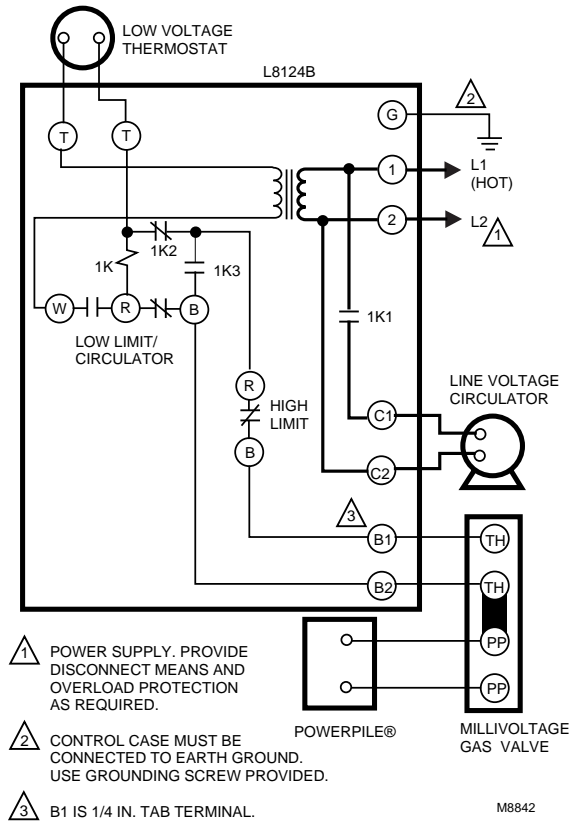 LOW VOLTAGE
THERMOSTAT
L8124B
T
T
G
2
1
L1
(HOT)
2
L2
1
1K2
1K
1K3
1K1
W
R
B
LOW LIMIT/
CIRCULATOR
R
HIGH
LIMIT
B
C1
C2
LINE VOLTAGE
CIRCULATOR
3
B1
TH
B2
TH
PP
PP
POWERPILE®
MILLIVOLTAGE
GAS VALVE
1 POWER SUPPLY. PROVIDE
DISCONNECT MEANS AND
OVERLOAD PROTECTION
AS REQUIRED.
2 CONTROL CASE MUST BE
CONNECTED TO EARTH GROUND.
USE GROUNDING SCREW PROVIDED.
3 B1 IS 1/4 IN. TAB TERMINAL.
M8842